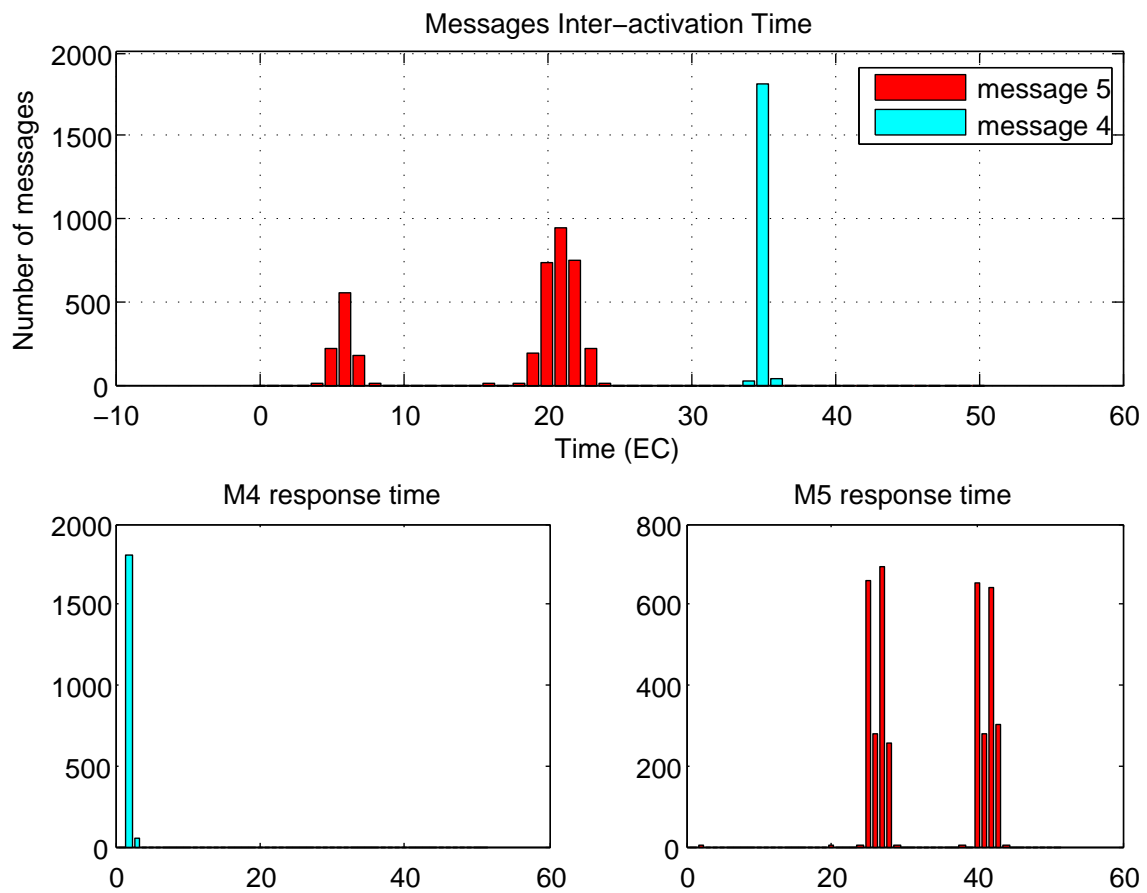 Messages Inter−activation Time
2000
1500
1000
500
0
Number of messages
message 5
message 4
−10 0 10 20 30 40 50 60
Time (EC)
M4 response time
2000
1500
1000
500
0
0 20 40 60
M5 response time
800
600
400
200
0
0 20 40 60